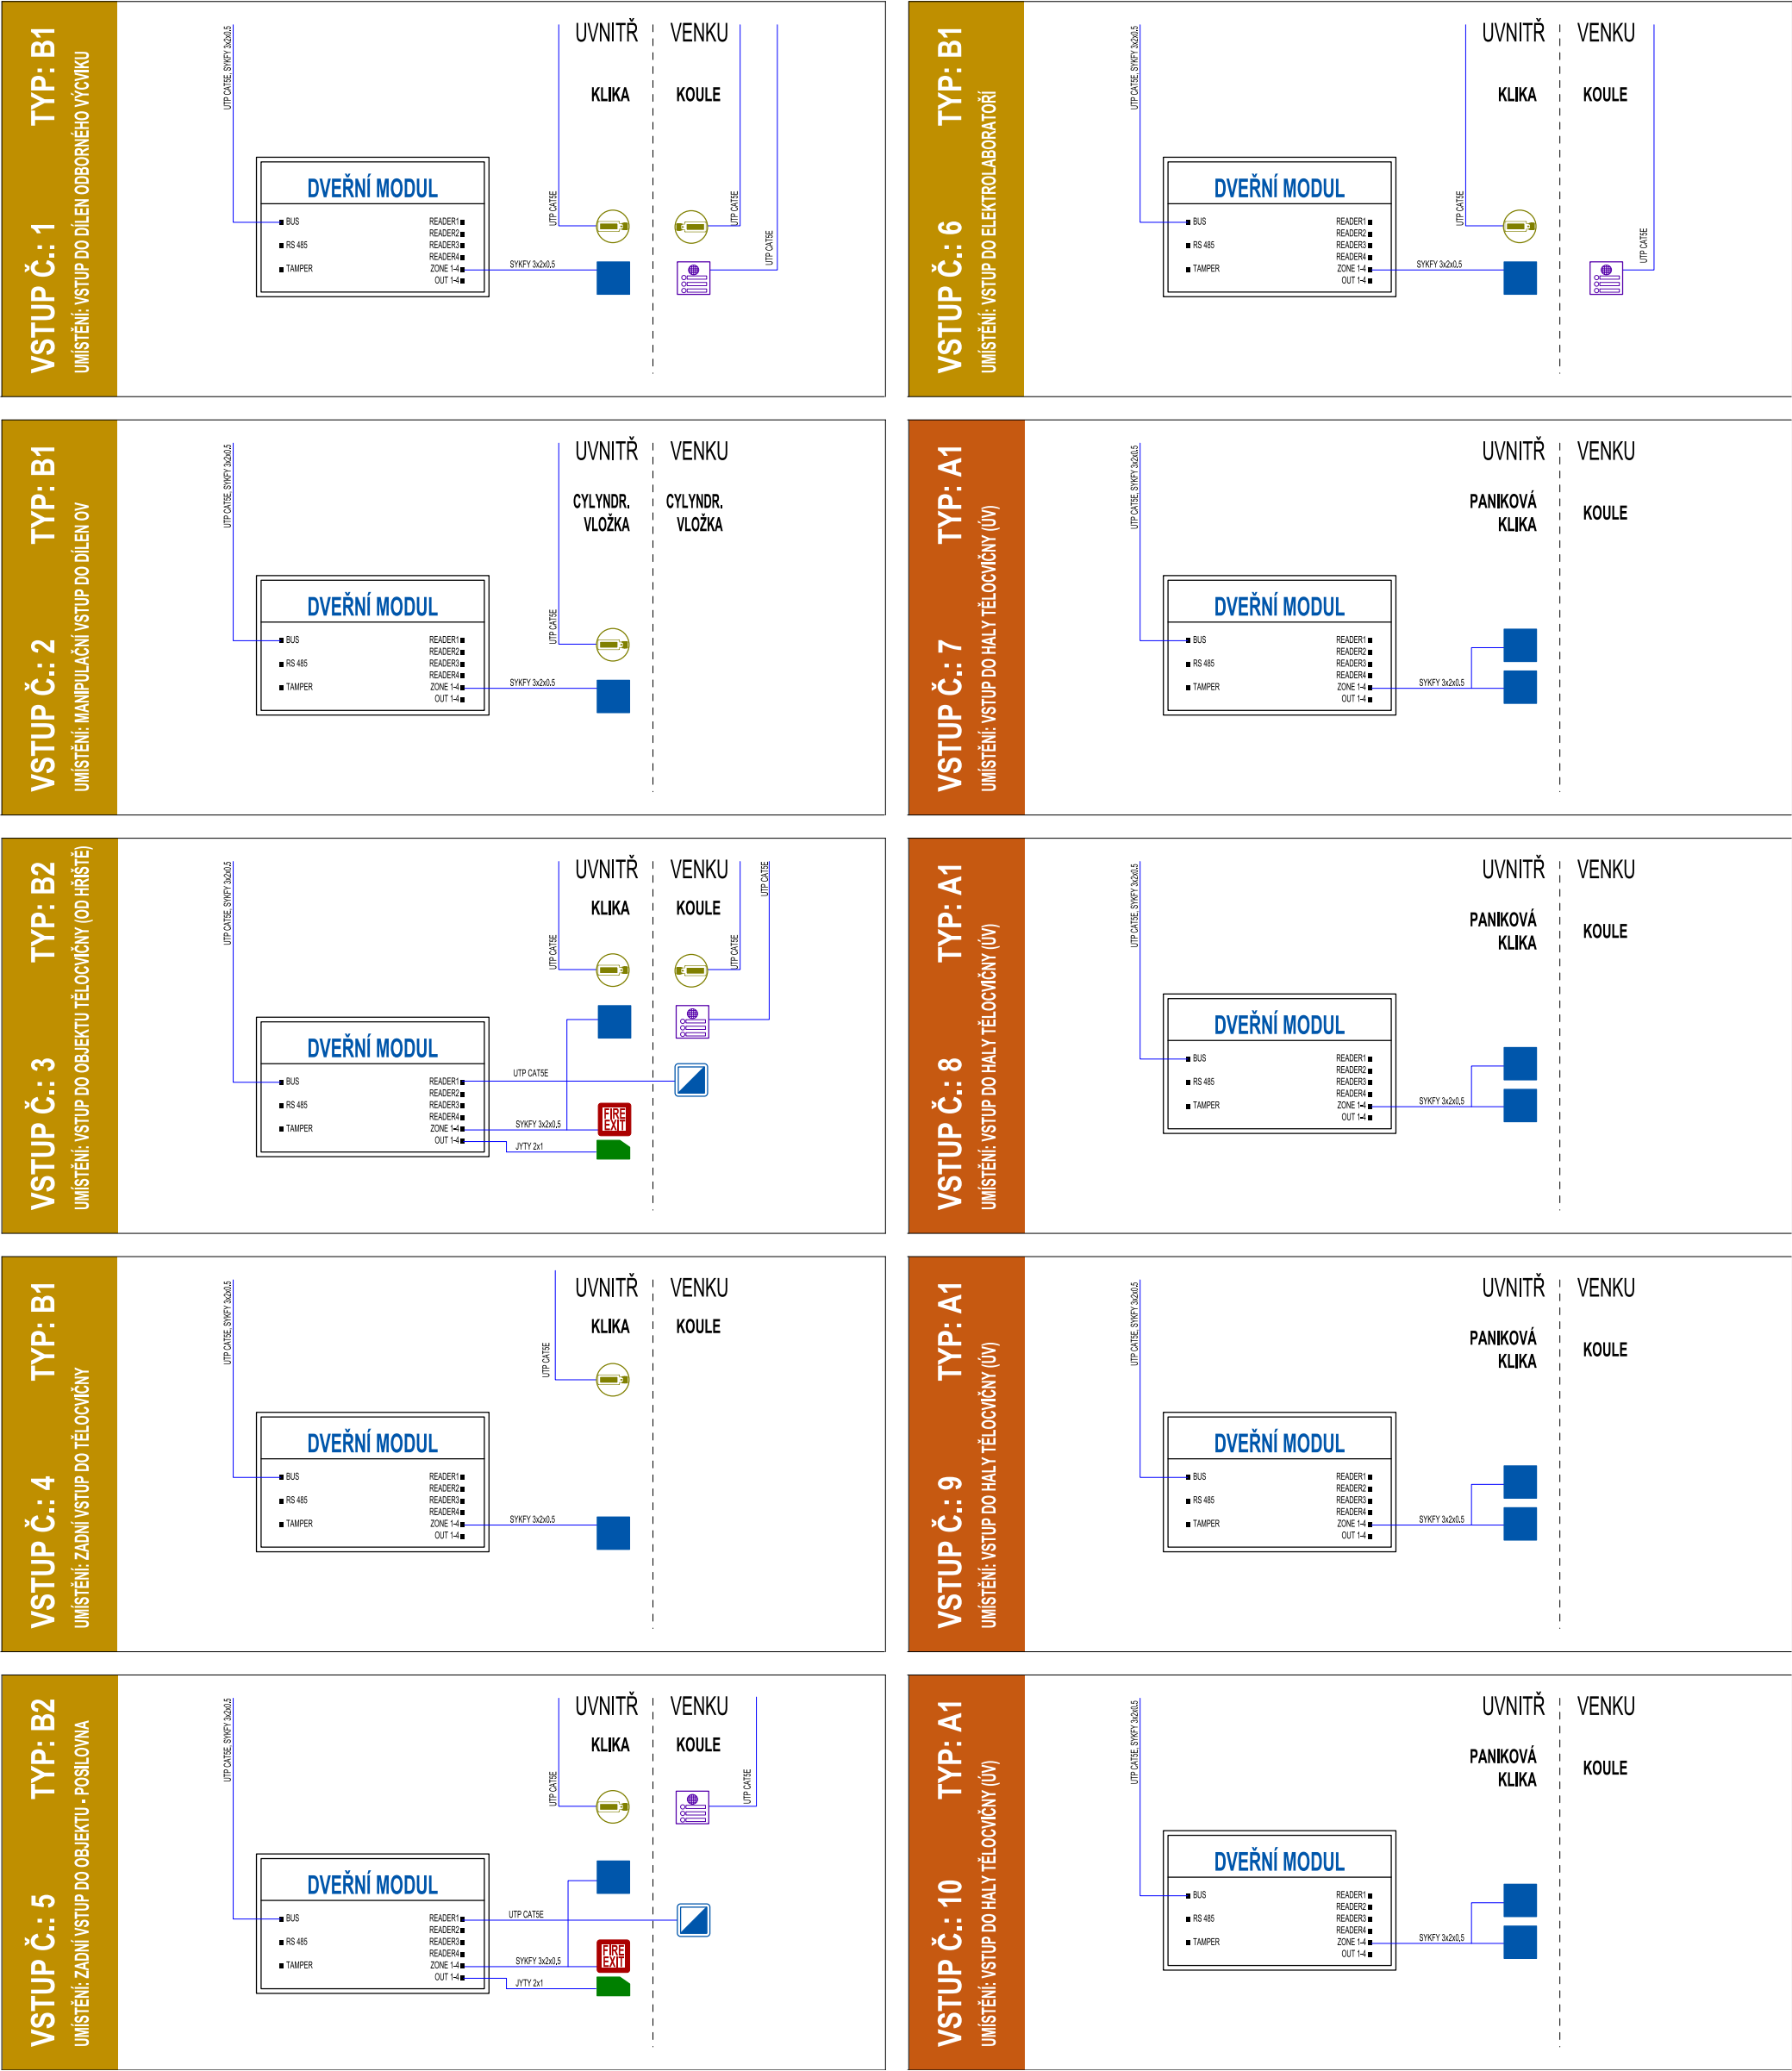 VSTUP Č.: 1 TYP: B1
UMÍSTĚNÍ: VSTUP DO DÍLEN ODBORNÉHO VÝCVIKU
UTP CAT5E, SYKFY 3x2x0,5
UVNITŘ VENKU
KLIKA KOULE
DVEŘNÍ MODUL
BUS READER1
READER2
RS 485 READER3
READER4
TAMPER ZONE 1-4
OUT 1-4
SYKFY 3x2x0,5
UTP CAT5E
UTP CAT5E
UTP CAT5E
VSTUP Č.: 2 TYP: B1
UMÍSTĚNÍ: MANIPULAČNÍ VSTUP DO DÍLEN OV
UTP CAT5E, SYKFY 3x2x0,5
UVNITŘ VENKU
CYLYNDR. CYLYNDR.
VLOŽKA VLOŽKA
DVEŘNÍ MODUL
BUS READER1
READER2
RS 485 READER3
READER4
TAMPER ZONE 1-4
OUT 1-4
SYKFY 3x2x0,5
UTP CAT5E
VSTUP Č.: 3 TYP: B2
UMÍSTĚNÍ: VSTUP DO OBJEKTU TĚLOCVIČNY (OD HŘIŠTĚ)
UTP CAT5E, SYKFY 3x2x0,5
UVNITŘ VENKU
KLIKA KOULE
UTP CAT5E
UTP CAT5E
UTP CAT5E
DVEŘNÍ MODUL
BUS READER1
READER2
RS 485 READER3
READER4
TAMPER ZONE 1-4
OUT 1-4
UTP CAT5E
SYKFY 3x2x0,5
JYTY 2x1
FIRE
EXIT
VSTUP Č.: 4 TYP: B1
UMÍSTĚNÍ: ZADNÍ VSTUP DO TĚLOCVIČNY
UTP CAT5E, SYKFY 3x2x0,5
UVNITŘ VENKU
KLIKA KOULE
UTP CAT5E
DVEŘNÍ MODUL
BUS READER1
READER2
RS 485 READER3
READER4
TAMPER ZONE 1-4
OUT 1-4
SYKFY 3x2x0,5
VSTUP Č.: 5 TYP: B2
UMÍSTĚNÍ: ZADNÍ VSTUP DO OBJEKTU - POSILOVNA
UTP CAT5E, SYKFY 3x2x0,5
UVNITŘ VENKU
KLIKA KOULE
UTP CAT5E
UTP CAT5E
DVEŘNÍ MODUL
BUS READER1
READER2
RS 485 READER3
READER4
TAMPER ZONE 1-4
OUT 1-4
UTP CAT5E
SYKFY 3x2x0,5
JYTY 2x1
FIRE
EXIT
VSTUP Č.: 6 TYP: B1
UMÍSTĚNÍ: VSTUP DO ELEKTROLABORATOŘÍ
UTP CAT5E, SYKFY 3x2x0,5
UVNITŘ VENKU
KLIKA KOULE
DVEŘNÍ MODUL
BUS READER1
READER2
RS 485 READER3
READER4
TAMPER ZONE 1-4
OUT 1-4
SYKFY 3x2x0,5
UTP CAT5E
UTP CAT5E
VSTUP Č.: 7 TYP: A1
UMÍSTĚNÍ: VSTUP DO HALY TĚLOCVIČNY (ÚV)
UTP CAT5E, SYKFY 3x2x0,5
UVNITŘ VENKU
PANIKOVÁ
KLIKA KOULE
DVEŘNÍ MODUL
BUS READER1
READER2
RS 485 READER3
READER4
TAMPER ZONE 1-4
OUT 1-4
SYKFY 3x2x0,5
VSTUP Č.: 8 TYP: A1
UMÍSTĚNÍ: VSTUP DO HALY TĚLOCVIČNY (ÚV)
UTP CAT5E, SYKFY 3x2x0,5
UVNITŘ VENKU
PANIKOVÁ
KLIKA KOULE
DVEŘNÍ MODUL
BUS READER1
READER2
RS 485 READER3
READER4
TAMPER ZONE 1-4
OUT 1-4
SYKFY 3x2x0,5
VSTUP Č.: 9 TYP: A1
UMÍSTĚNÍ: VSTUP DO HALY TĚLOCVIČNY (ÚV)
UTP CAT5E, SYKFY 3x2x0,5
UVNITŘ VENKU
PANIKOVÁ
KLIKA KOULE
DVEŘNÍ MODUL
BUS READER1
READER2
RS 485 READER3
READER4
TAMPER ZONE 1-4
OUT 1-4
SYKFY 3x2x0,5
VSTUP Č.: 10 TYP: A1
UMÍSTĚNÍ: VSTUP DO HALY TĚLOCVIČNY (ÚV)
UTP CAT5E, SYKFY 3x2x0,5
UVNITŘ VENKU
PANIKOVÁ
KLIKA KOULE
DVEŘNÍ MODUL
BUS READER1
READER2
RS 485 READER3
READER4
TAMPER ZONE 1-4
OUT 1-4
SYKFY 3x2x0,5